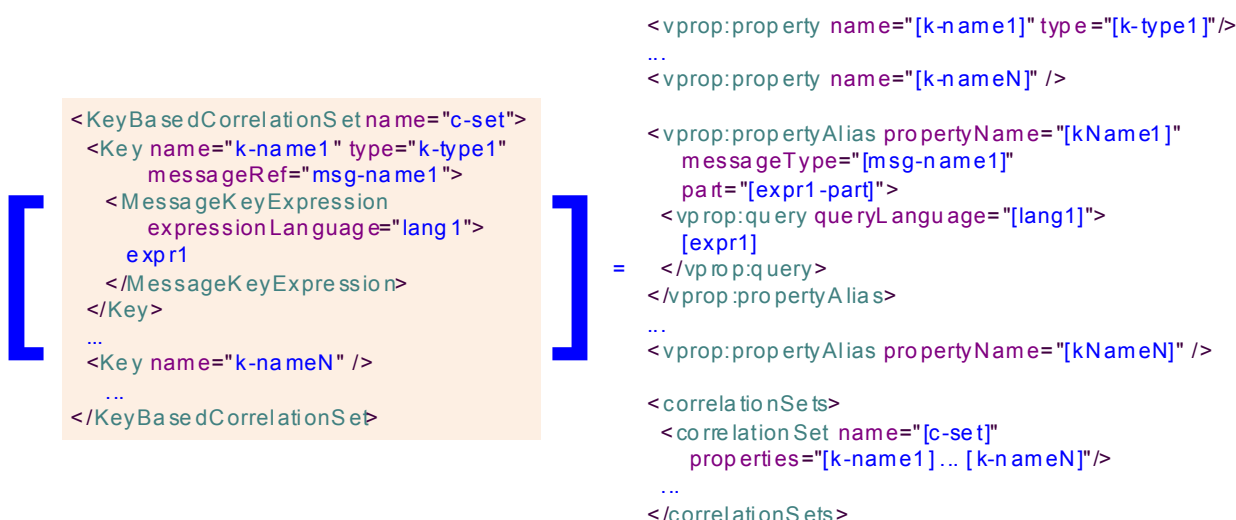 <KeyBasedCorrelationSet name="c-set">
<Key name="k-name1" type="k-type1"
messageRef="msg-name1">
<MessageKeyExpression
expressionLanguage="lang1">
expr1
</MessageKeyExpression>
</Key>
...
<Key name="k-nameN" />
...
</KeyBasedCorrelationSet>
=
<vprop:property name="[k-name1]" type="[k-type1]"/>
...
<vprop:property name="[k-nameN]" />
<vprop:propertyAlias propertyName="[kName1]"
messageType="[msg-name1]"
part="[expr1-part]">
<vprop:query queryLanguage="[lang1]">
[expr1]
</vprop:query>
</vprop:propertyAlias>
...
<vprop:propertyAlias propertyName="[kNameN]" />
<correlationSets>
<correlationSet name="[c-set]"
properties="[k-name1] ... [k-nameN]"/>
...
</correlationSets>